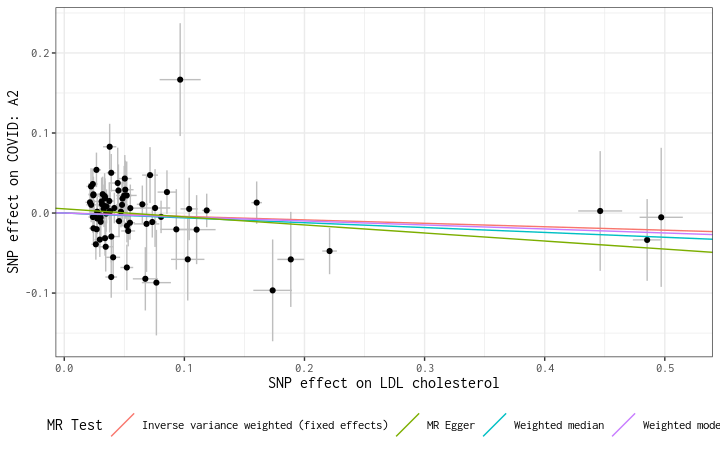 SNP effect on COVID: A2
0.2
0.1
0.0
−0.1
0.0 0.1 0.2 0.3 0.4 0.5
SNP effect on LDL cholesterol
MR Test Inverse variance weighted (fixed effects) MR Egger Weighted median Weighted mode